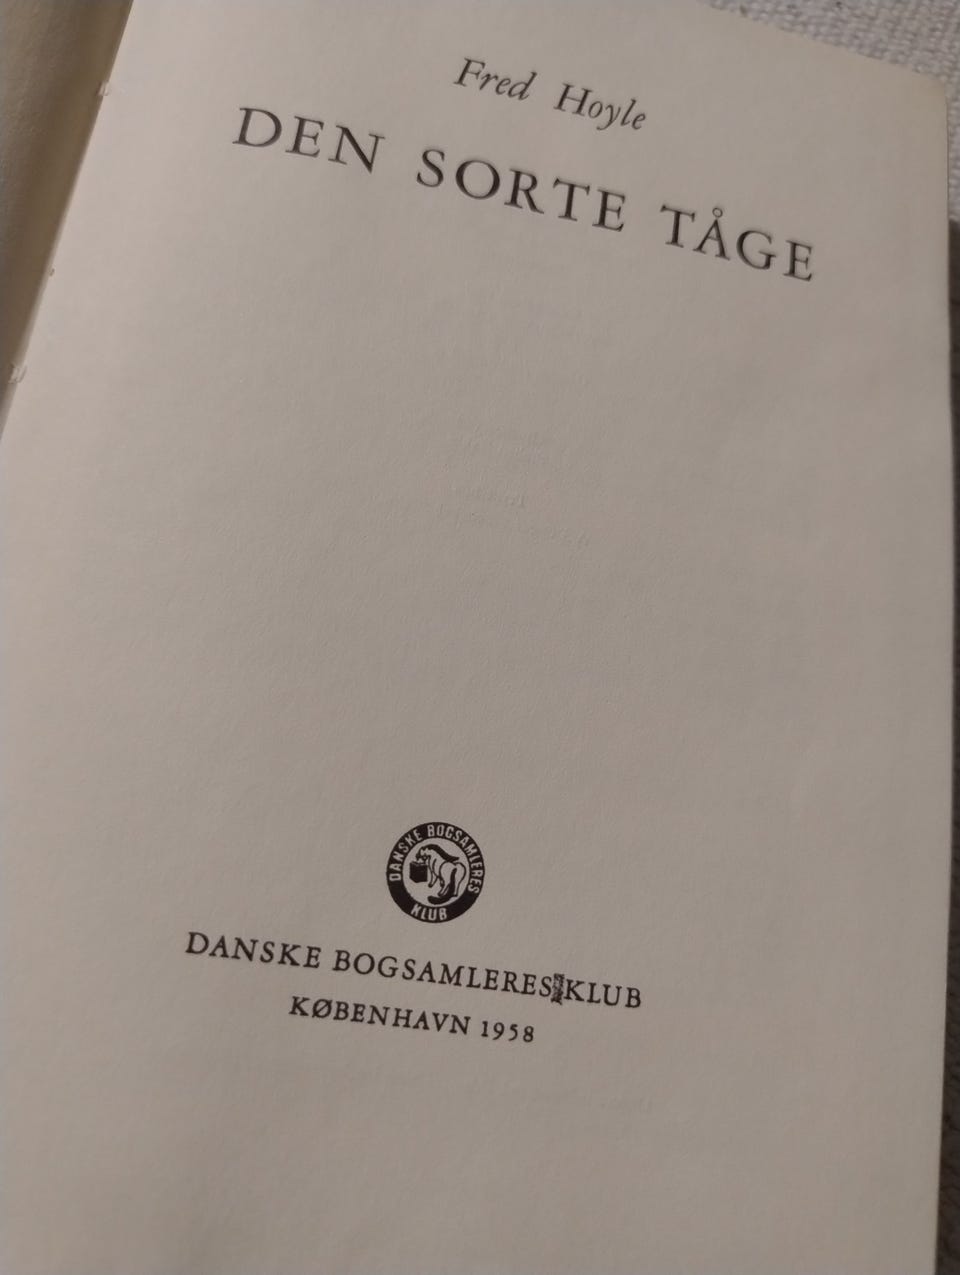 Fred Hoyle
DEN SORTE TÅGE
DANSKE BOGSAMLERES
KLUB
DANSKE BOGSAMLERES KLUB
KØBENHAVN 1958